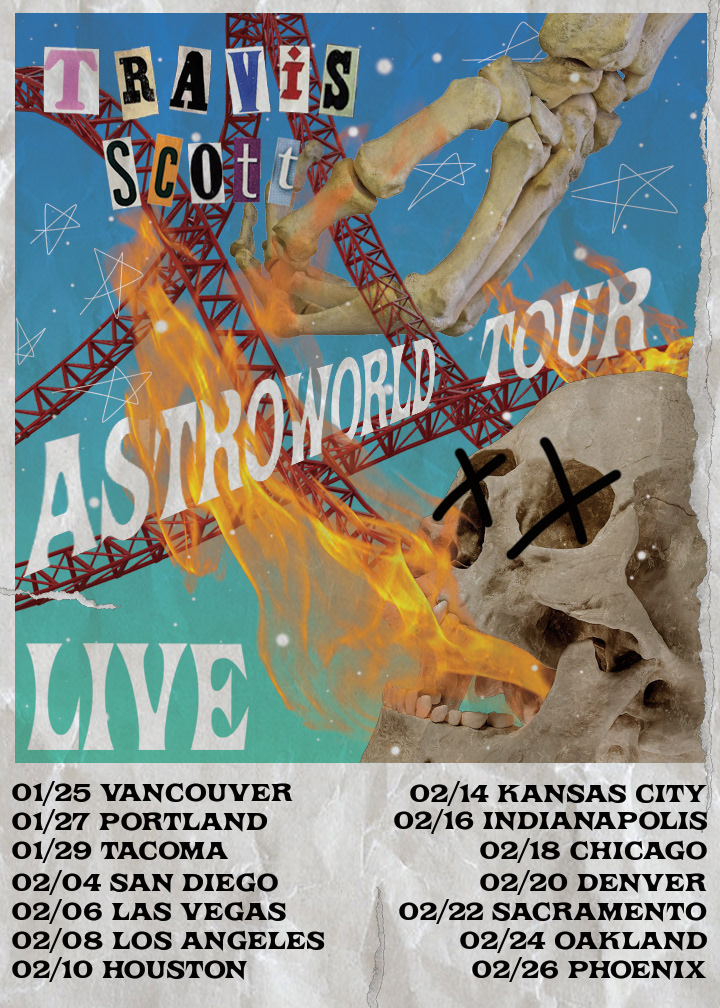 TRAViS
SCOtt
ASTROWORLD TOUR
LIVE
01/25 VANCOUVER
01/27 PORTLAND
01/29 TACOMA
02/04 SAN DIEGO
02/06 LAS VEGAS
02/08 LOS ANGELES
02/10 HOUSTON
02/14 KANSAS CITY
02/16 INDIANAPOLIS
02/18 CHICAGO
02/20 DENVER
02/22 SACRAMENTO
02/24 OAKLAND
02/26 PHOENIX